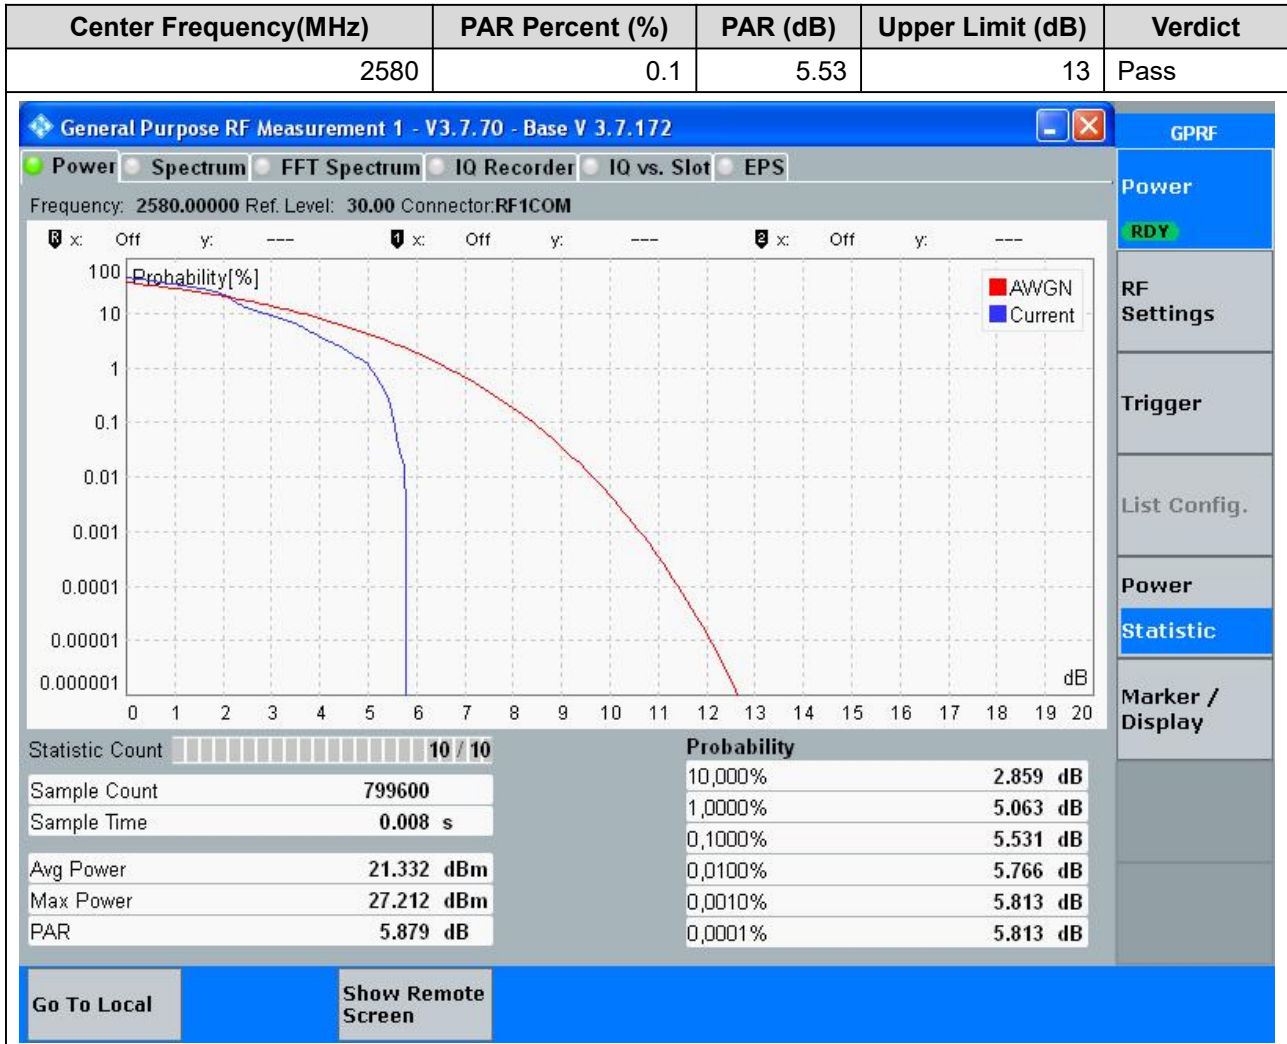 Center Frequency(MHz) PAR Percent (%) PAR (dB) Upper Limit (dB) Verdict
2580 0.1 5.53 13 Pass
General Purpose RF Measurement 1 - V3.7.70 - Base V 3.7.172
GPRF
Power Spectrum FFT Spectrum IQ Recorder IQ vs. Slot EPS
Frequency: 2580.00000 Ref. Level: 30.00 Connector:RF1COM
R x: Off y: --- 1 x: Off y: --- 2 x: Off y: ---
Probability[%]
AWGN
Current
100
10
1
0.1
0.01
0.001
0.0001
0.00001
0.000001
dB
0 1 2 3 4 5 6 7 8 9 10 11 12 13 14 15 16 17 18 19 20
Statistic Count 10 / 10
Sample Count 799600
Sample Time 0.008 s
Avg Power 21.332 dBm
Max Power 27.212 dBm
PAR 5.879 dB
Probability
10,000% 2.859 dB
1,0000% 5.063 dB
0,1000% 5.531 dB
0,0100% 5.766 dB
0,0010% 5.813 dB
0,0001% 5.813 dB
Power
RDY
RF
Settings
Trigger
List Config.
Power
Statistic
Marker /
Display
Go To Local
Show Remote
Screen